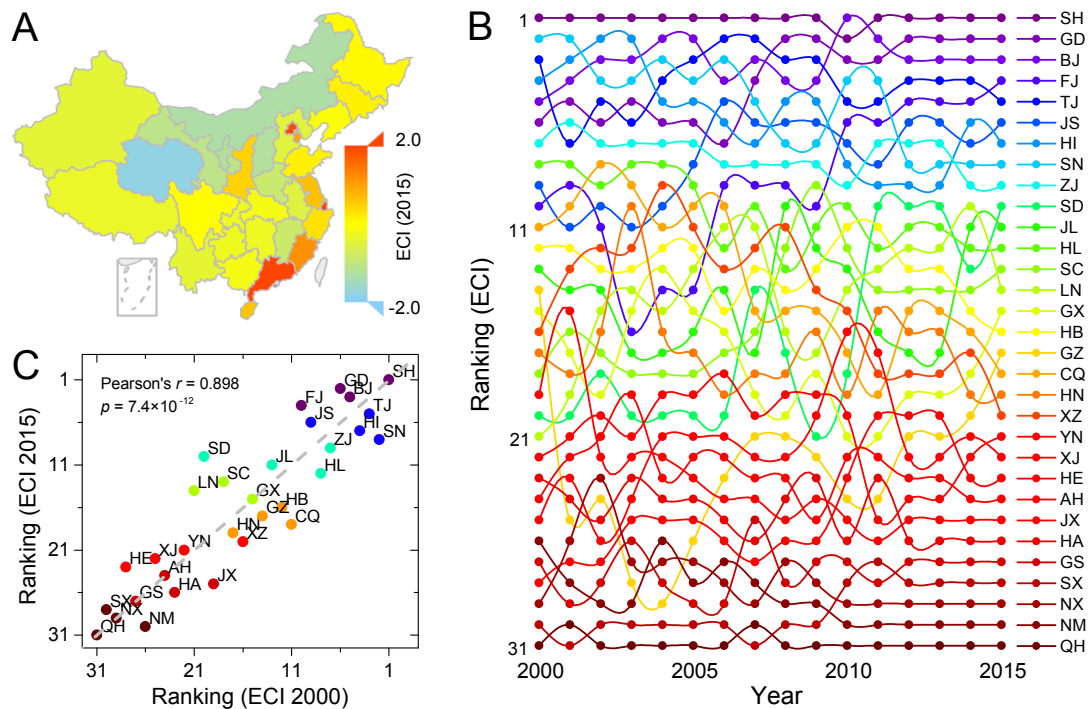 A
2.0
ECI (2015)
-2.0
B
1
11
21
31
Ranking (ECI)
2000
2005
2010
2015
Year
SH
GD
BJ
FJ
TJ
JS
HI
SN
ZJ
SD
JL
HL
SC
LN
GX
HB
GZ
CQ
HN
XZ
YN
XJ
HE
AH
JX
HA
GS
SX
NX
NM
QH
C
Pearson's r = 0.898
p = 7.4×10⁻¹²
1
11
21
31
Ranking (ECI 2015)
SH
GD
BJ
FJ
TJ
JS
HI
SN
ZJ
SD
JL
HL
SC
LN
GX
HB
GZ
CQ
HN
XZ
YN
XJ
HE
AH
JX
HA
GS
SX
NX
NM
QH
31
21
11
1
Ranking (ECI 2000)